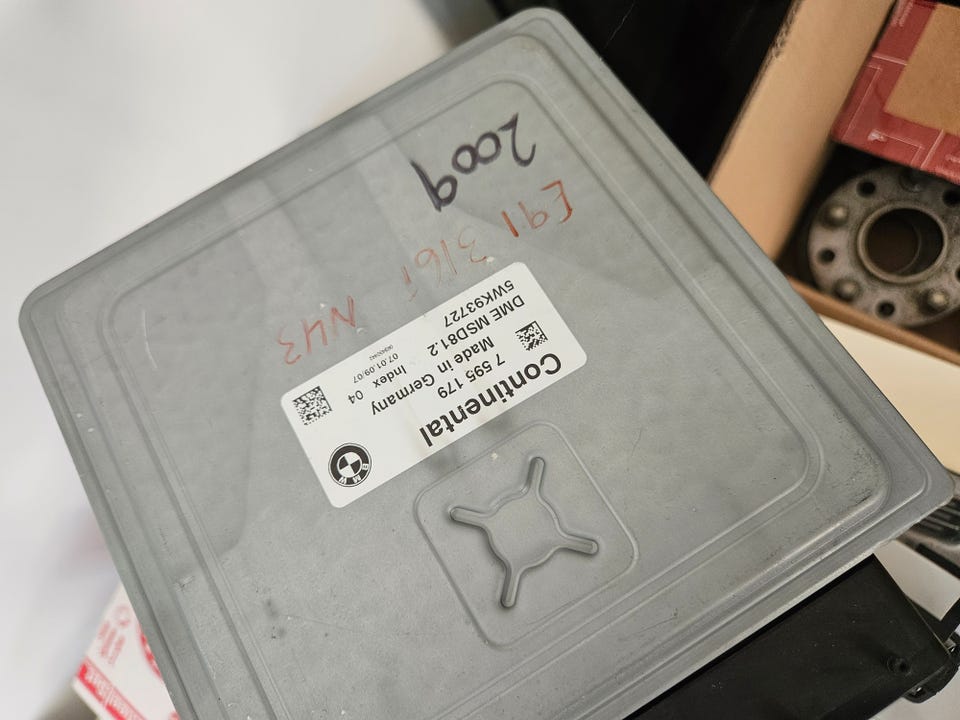 2009
E91 316i N43
Continental
7 595 179
Made in Germany
DME MSD81.2
Index 04
5WK93727
07.01.09/07
BMW